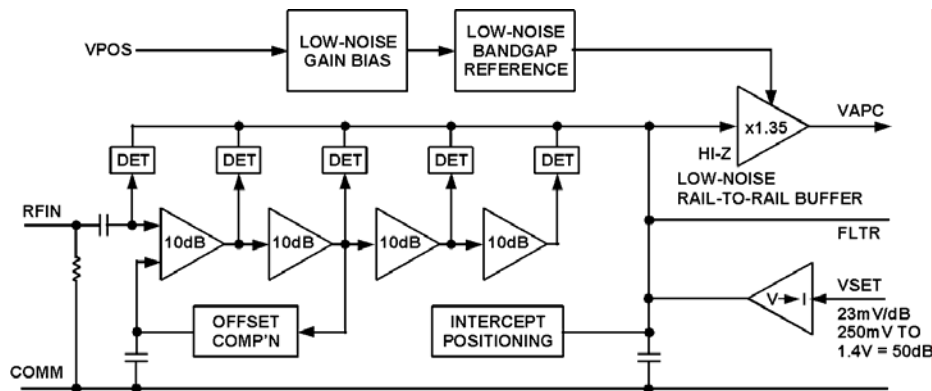 VPOS
LOW-NOISE
GAIN BIAS
LOW-NOISE
BANDGAP
REFERENCE
x1.35
VAPC
HI-Z
LOW-NOISE
RAIL-TO-RAIL BUFFER
DET
DET
DET
DET
DET
RFIN
10dB
10dB
10dB
10dB
FLTR
V
I
VSET
23mV/dB
250mV TO
1.4V = 50dB
OFFSET
COMP'N
INTERCEPT
POSITIONING
COMM